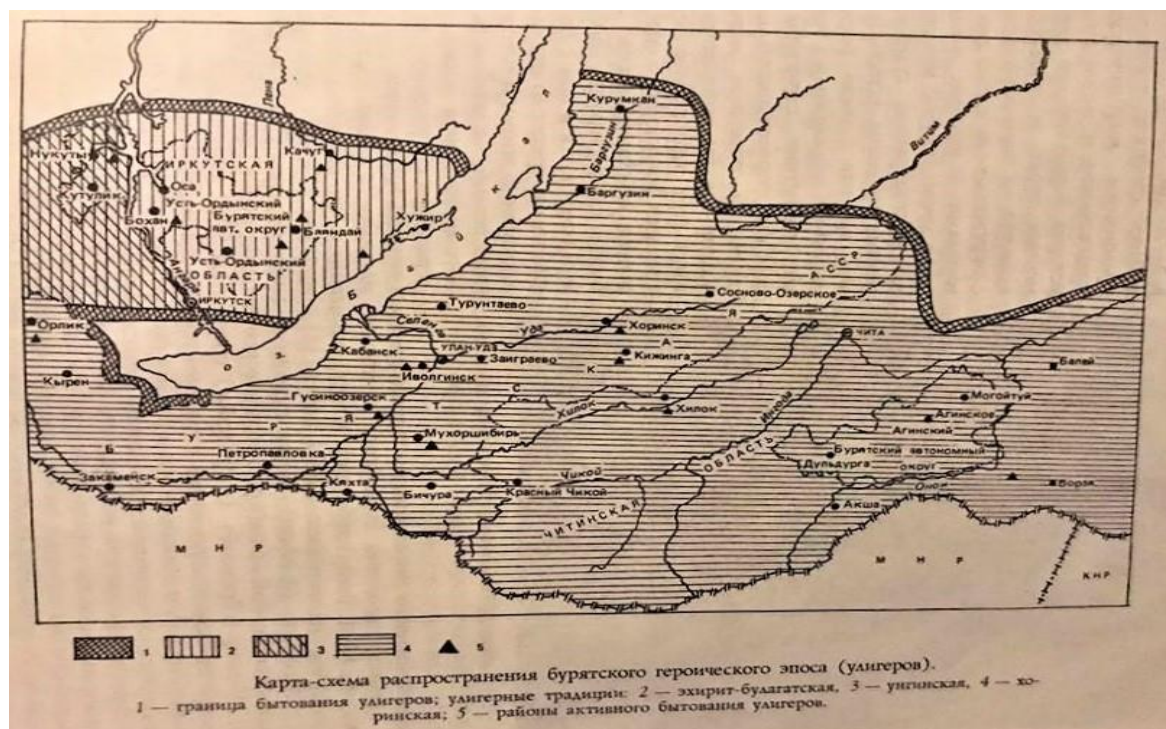 Лена
Витим
Курумкан
Баргузин
Баргузин
Нукуты
ИРКУТСКАЯ
Качуг
Кутулик
Оса
Усть-Ордынский
Бохан
Бурятский
авт. округ
Баяндай
Хужир
Усть-Ордынский
ОБЛАСТЬ
Ангара
ИРКУТСК
Б А Й К А Л
АССР
Сосново-Озерское
Турунтаево
Орлик
Селенга
Уда
Хоринск
Я
ЧИТА
Кабанск
УЛАН-УДЭ
Заиграево
А
Кижинга
Балей
Кырен
Иволгинск
К
С
Гусиноозерск
Хилок
Хилок
Ингода
Могойтуй
Т
Агинское
Б У Р Я
Мухоршибирь
Агинский
Петропавловка
ОБЛАСТЬ
Бурятский автономный
Дульдурга
округ
Закаменск
Кяхта
Чикой
Бичура
Красный Чикой
Онон
Борзя
Акша
ЧИТИНСКАЯ
М Н Р
М Н Р
КНР
1 2 3 4 5
Карта-схема распространения бурятского героического эпоса (улигеров).
1 — граница бытования улигеров; улигерные традиции: 2 — эхирит-булагатская, 3 — унгинская, 4 — хо-
ринская; 5 — районы активного бытования улигеров.